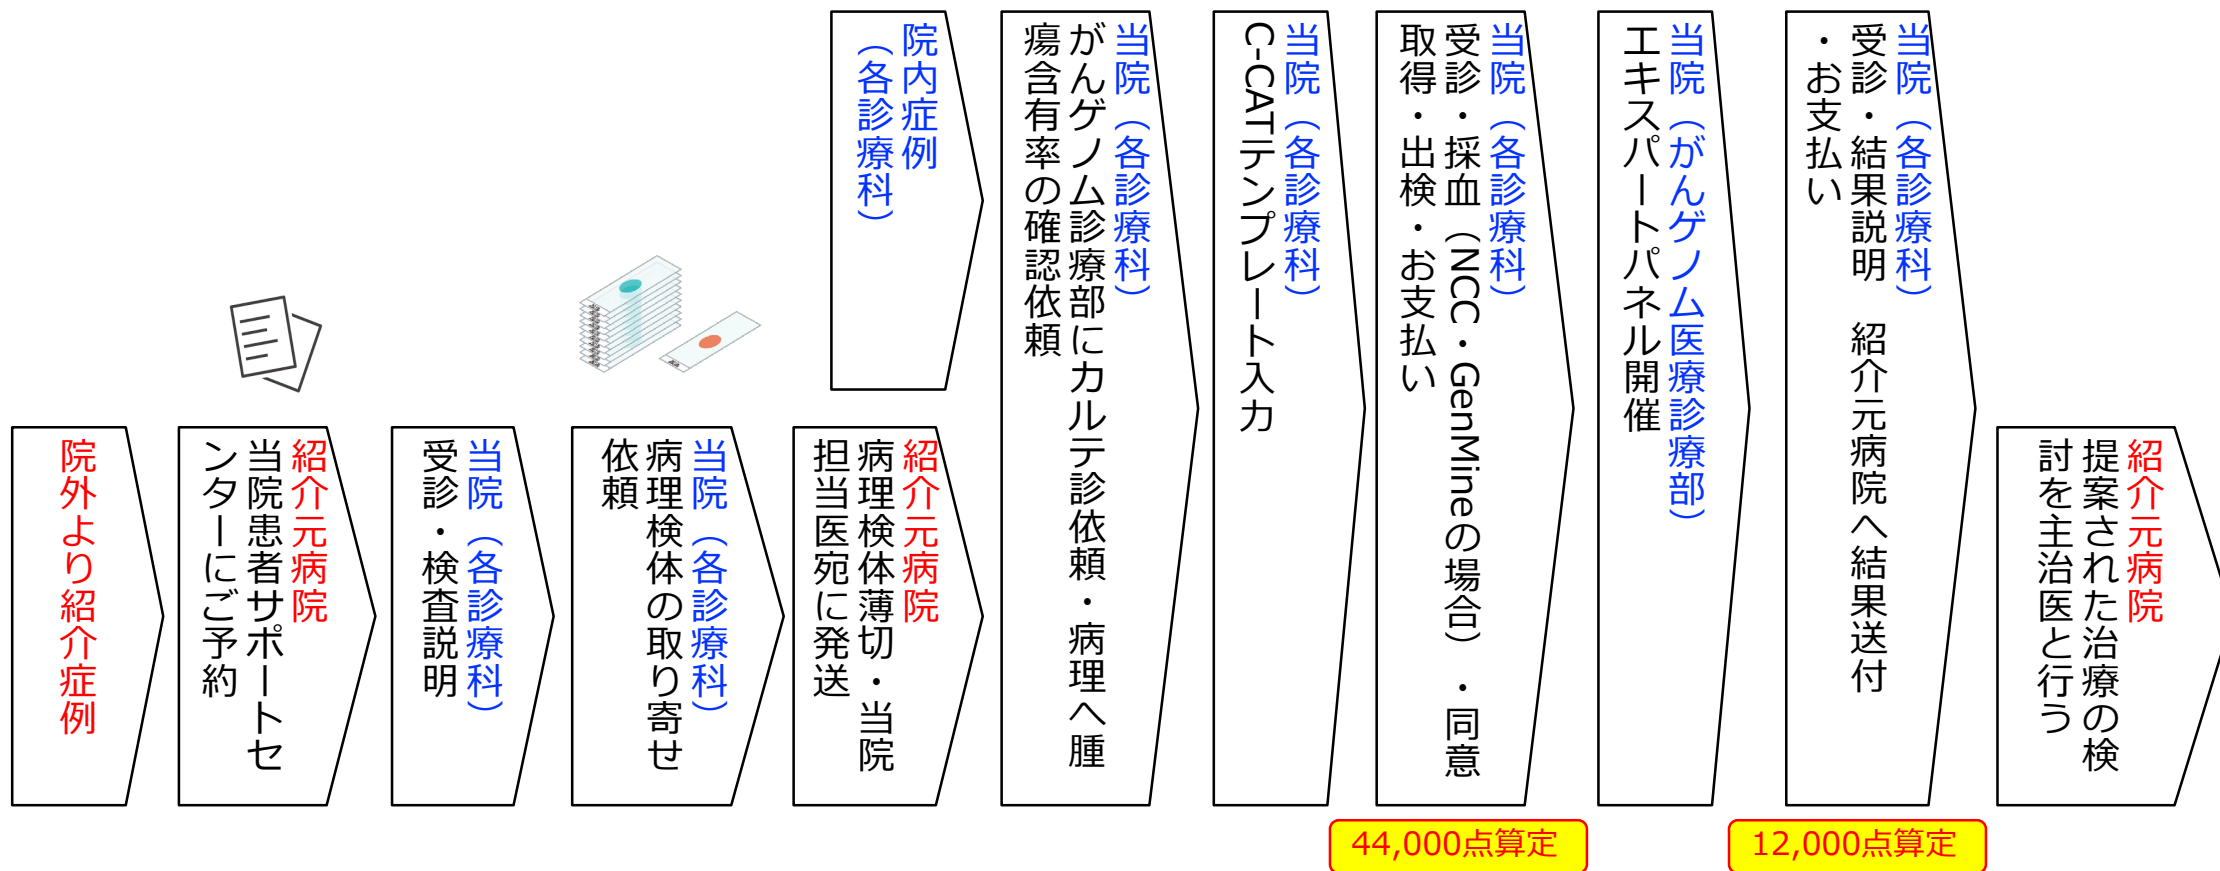 院外より紹介症例
紹介元病院
当院患者サポートセ
ンターにご予約
当院（各診療科）
受診・検査説明
当院（各診療科）
病理検体の取り寄せ
依頼
紹介元病院
病理検体薄切・当院
担当医宛に発送
院内症例
（各診療科）
当院（各診療科）
がんゲノム診療部にカルテ診依頼・病理へ腫
瘍含有率の確認依頼
当院（各診療科）
C-CATテンプレート入力
当院（各診療科）
受診・採血（NCC・GenMineの場合）・同意
取得・出検・お支払い
44,000点算定
当院（がんゲノム医療診療部）
エキスパートパネル開催
当院（各診療科）
受診・結果説明　紹介元病院へ結果送付
・お支払い
12,000点算定
紹介元病院
提案された治療の検
討を主治医と行う